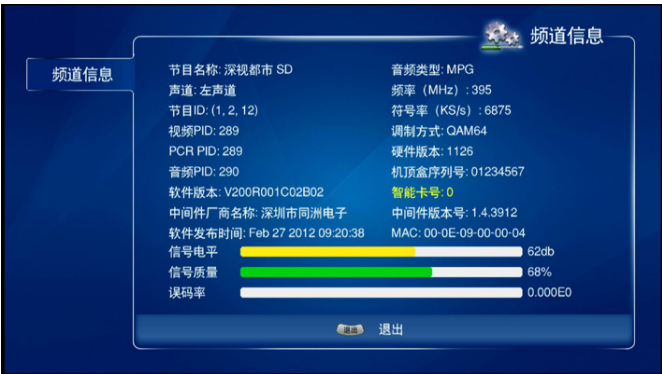 频道信息
频道信息
节目名称: 深视都市 SD
音频类型: MPG
声道: 左声道
频率（MHz）: 395
节目ID: (1, 2, 12)
符号率（KS/s）: 6875
视频PID: 289
调制方式: QAM64
PCR PID: 289
硬件版本: 1126
音频PID: 290
机顶盒序列号: 01234567
软件版本: V200R001C02B02
智能卡号: 0
中间件厂商名称: 深圳市同洲电子
中间件版本号: 1.4.3912
软件发布时间: Feb 27 2012 09:20:38
MAC: 00-0E-09-00-00-04
信号电平 62db
信号质量 68%
误码率 0.000E0
退出 退出